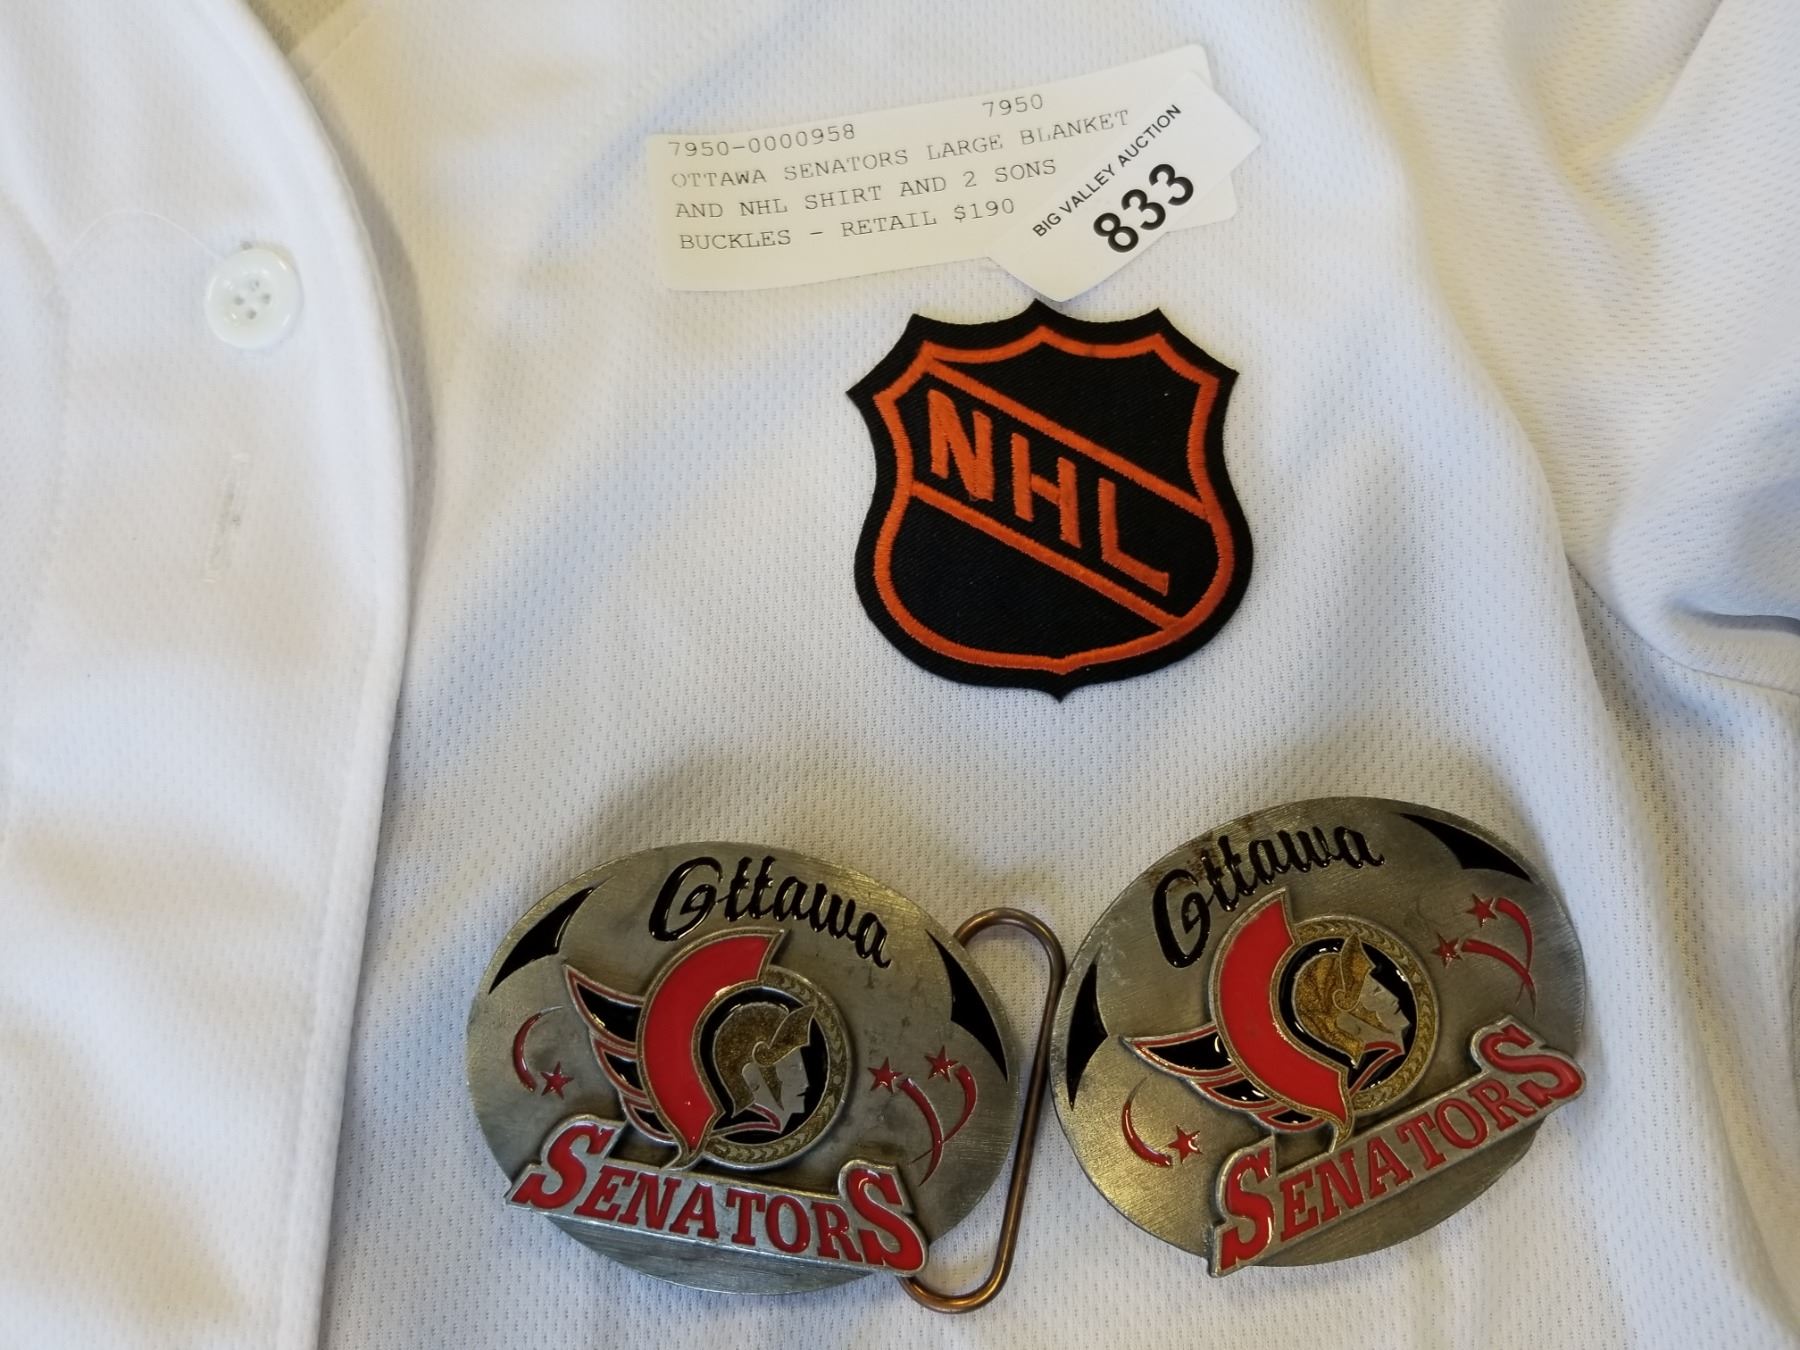 7950-0000958 7950
OTTAWA SENATORS LARGE BLANKET
AND NHL SHIRT AND 2 SONS
BUCKLES - RETAIL $190
BIG VALLEY AUCTION
833
NHL
Ottawa
SENATORS
Ottawa
SENATORS